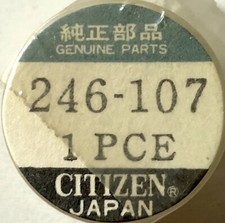 純正部品
GENUINE PARTS
246-107
1 PCE
CITIZEN®
JAPAN